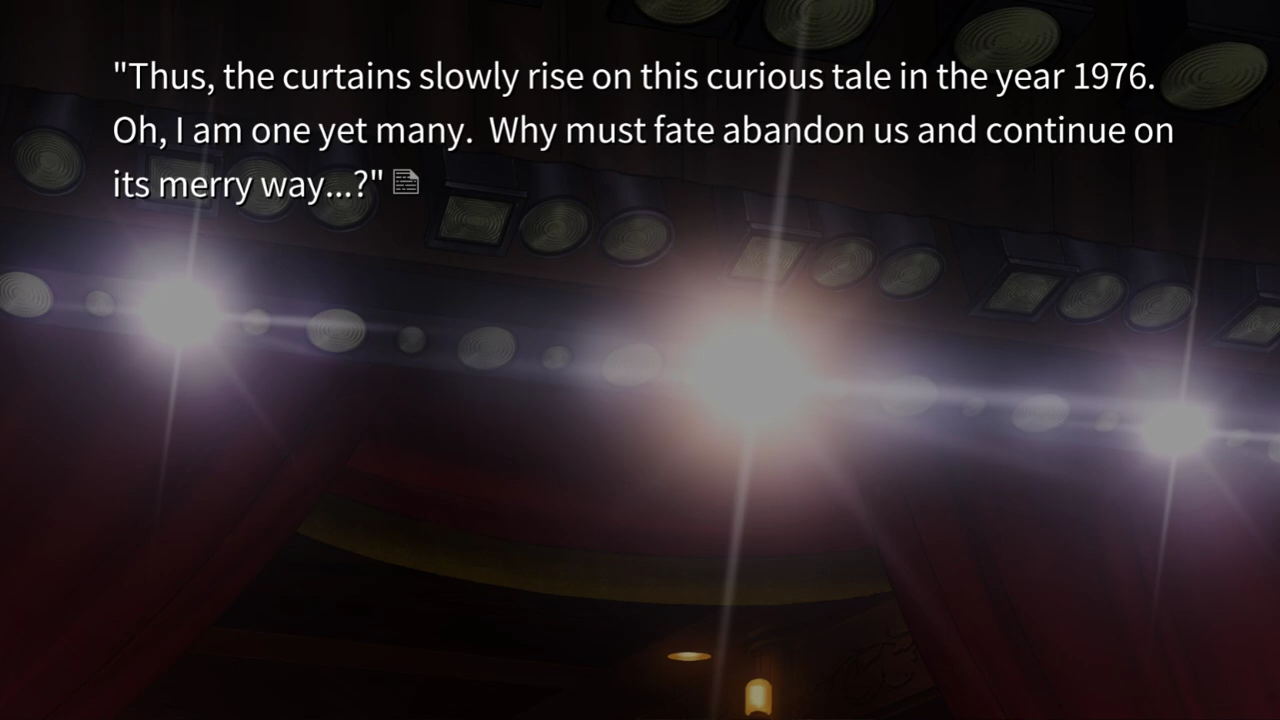 "Thus, the curtains slowly rise on this curious tale in the year 1976.
Oh, I am one yet many.  Why must fate abandon us and continue on
its merry way...?"